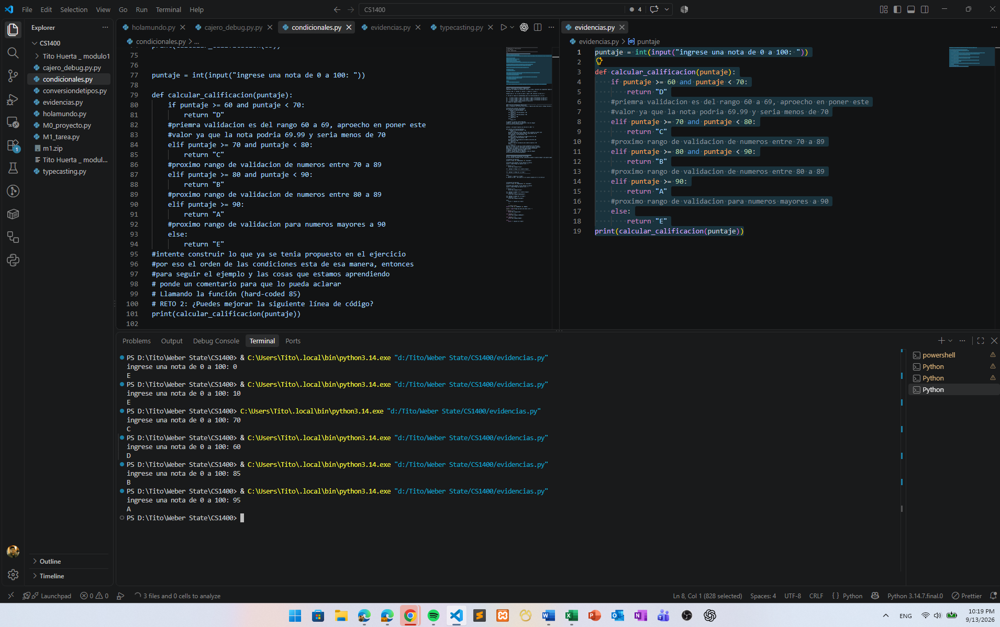 File Edit Selection View Go Run Terminal Help
CS1400
4
Explorer
CS1400
Tito Huerta _ modulo1
cajero_debug.py.py
condicionales.py
conversiondetipos.py
evidencias.py
holamundo.py
M0_proyecto.py
M1_tarea.py
m1.zip
Tito Huerta _ modul...
typecasting.py
1
Outline
Timeline
holamundo.py cajero_debug.py.py condicionales.py evidencias.py typecasting.py
condicionales.py > ...
75
76
77 puntaje = int(input("ingrese una nota de 0 a 100: "))
78
79 def calcular_calificacion(puntaje):
80 if puntaje >= 60 and puntaje < 70:
81 return "D"
82 #priemra validacion es del rango 60 a 69, aproecho en poner este
83 #valor ya que la nota podria 69.99 y seria menos de 70
84 elif puntaje >= 70 and puntaje < 80:
85 return "C"
86 #proximo rango de validacion de numeros entre 70 a 89
87 elif puntaje >= 80 and puntaje < 90:
88 return "B"
89 #proximo rango de validacion de numeros entre 80 a 89
90 elif puntaje >= 90:
91 return "A"
92 #proximo rango de validacion para numeros mayores a 90
93 else:
94 return "E"
95 #intente construir lo que ya se tenia propuesto en el ejercicio
96 #por eso el orden de las condiciones esta de esa manera, entonces
97 #para seguir el ejemplo y las cosas que estamos aprendiendo
98 # ponde un comentario para que lo pueda aclarar
99 # Llamando la función (hard-coded 85)
100 # RETO 2: ¿Puedes mejorar la siguiente línea de código?
101 print(calcular_calificacion(puntaje))
102
evidencias.py
evidencias.py > puntaje
1 puntaje = int(input("ingrese una nota de 0 a 100: "))
2
3 def calcular_calificacion(puntaje):
4 if puntaje >= 60 and puntaje < 70:
5 return "D"
6 #priemra validacion es del rango 60 a 69, aproecho en poner este
7 #valor ya que la nota podria 69.99 y seria menos de 70
8 elif puntaje >= 70 and puntaje < 80:
9 return "C"
10 #proximo rango de validacion de numeros entre 70 a 89
11 elif puntaje >= 80 and puntaje < 90:
12 return "B"
13 #proximo rango de validacion de numeros entre 80 a 89
14 elif puntaje >= 90:
15 return "A"
16 #proximo rango de validacion para numeros mayores a 90
17 else:
18 return "E"
19 print(calcular_calificacion(puntaje))
Problems Output Debug Console Terminal Ports
PS D:\Tito\Weber State\CS1400> & C:\Users\Tito\.local\bin\python3.14.exe "d:/Tito/Weber State/CS1400/evidencias.py"
ingrese una nota de 0 a 100: 0
E
PS D:\Tito\Weber State\CS1400> & C:\Users\Tito\.local\bin\python3.14.exe "d:/Tito/Weber State/CS1400/evidencias.py"
ingrese una nota de 0 a 100: 10
E
PS D:\Tito\Weber State\CS1400> C:\Users\Tito\.local\bin\python3.14.exe "d:/Tito/Weber State/CS1400/evidencias.py"
ingrese una nota de 0 a 100: 70
C
PS D:\Tito\Weber State\CS1400> & C:\Users\Tito\.local\bin\python3.14.exe "d:/Tito/Weber State/CS1400/evidencias.py"
ingrese una nota de 0 a 100: 60
D
PS D:\Tito\Weber State\CS1400> & C:\Users\Tito\.local\bin\python3.14.exe "d:/Tito/Weber State/CS1400/evidencias.py"
ingrese una nota de 0 a 100: 85
B
PS D:\Tito\Weber State\CS1400> & C:\Users\Tito\.local\bin\python3.14.exe "d:/Tito/Weber State/CS1400/evidencias.py"
ingrese una nota de 0 a 100: 95
A
PS D:\Tito\Weber State\CS1400>
powershell
Python
Python
Python
Launchpad 0 0 3 files and 0 cells to analyze
Ln 8, Col 1 (828 selected) Spaces: 4 UTF-8 CRLF { } Python Python 3.14.7.final.0 Prettier
ENG
10:19 PM
9/13/2026